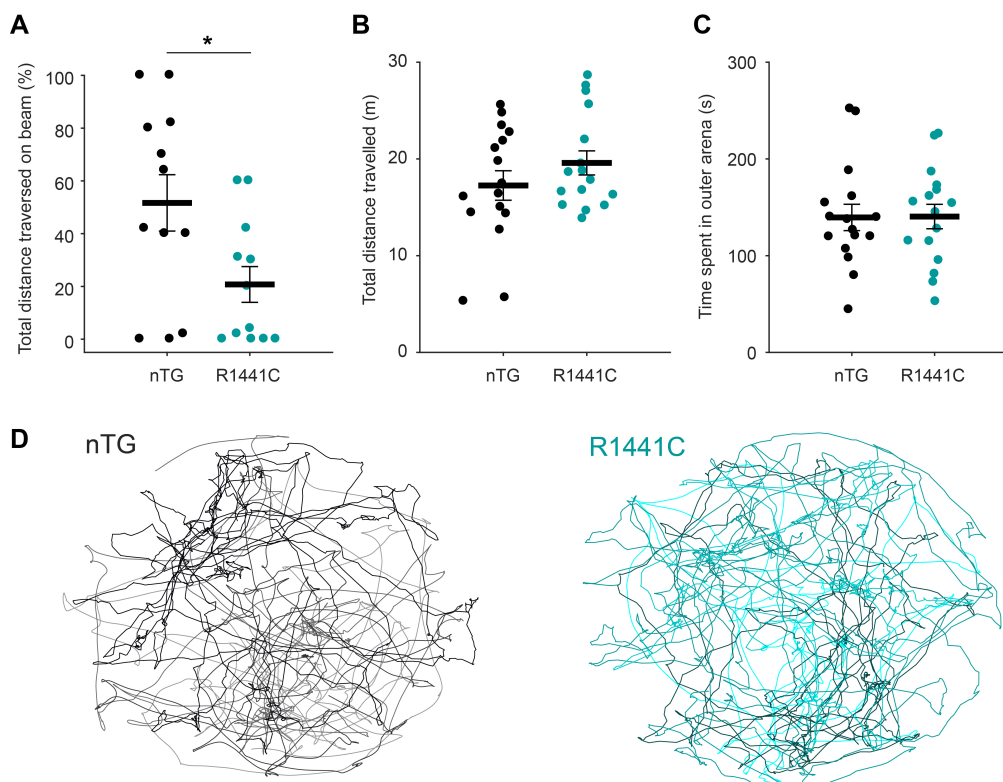 A
Total distance traversed on beam (%)
100
80
60
40
20
0
*
nTG
R1441C
B
Total distance travelled (m)
30
20
10
0
nTG
R1441C
C
Time spent in outer arena (s)
300
200
100
0
nTG
R1441C
D
nTG
R1441C